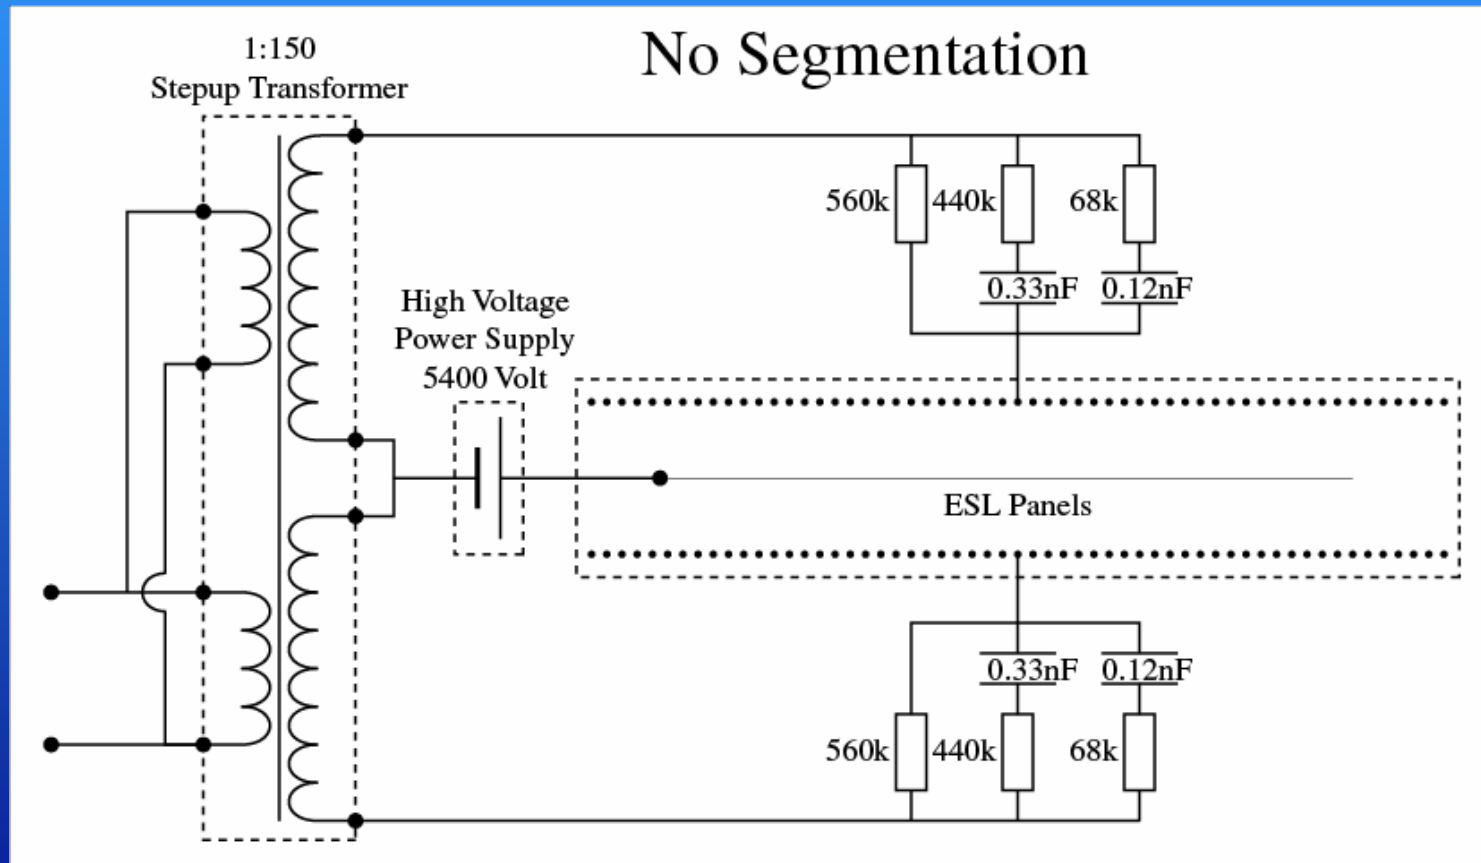 No Segmentation
1:150
Stepup Transformer
560k
440k
68k
0.33nF
0.12nF
High Voltage
Power Supply
5400 Volt
ESL Panels
0.33nF
0.12nF
560k
440k
68k